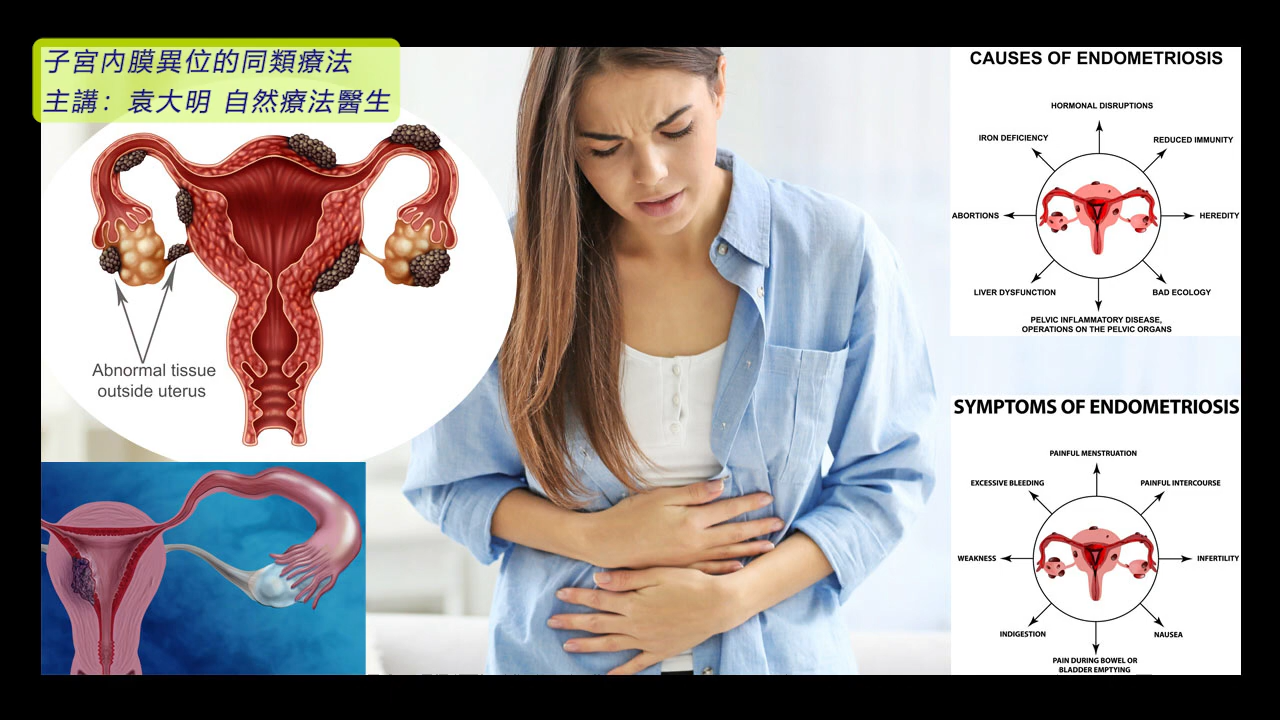 子宮內膜異位的同類療法
主講：袁大明 自然療法醫生
Abnormal tissue
outside uterus
CAUSES OF ENDOMETRIOSIS
HORMONAL DISRUPTIONS
IRON DEFICIENCY
REDUCED IMMUNITY
ABORTIONS
HEREDITY
LIVER DYSFUNCTION
BAD ECOLOGY
PELVIC INFLAMMATORY DISEASE,
OPERATIONS ON THE PELVIC ORGANS
SYMPTOMS OF ENDOMETRIOSIS
PAINFUL MENSTRUATION
EXCESSIVE BLEEDING
PAINFUL INTERCOURSE
WEAKNESS
INFERTILITY
INDIGESTION
NAUSEA
PAIN DURING BOWEL OR
BLADDER EMPTYING